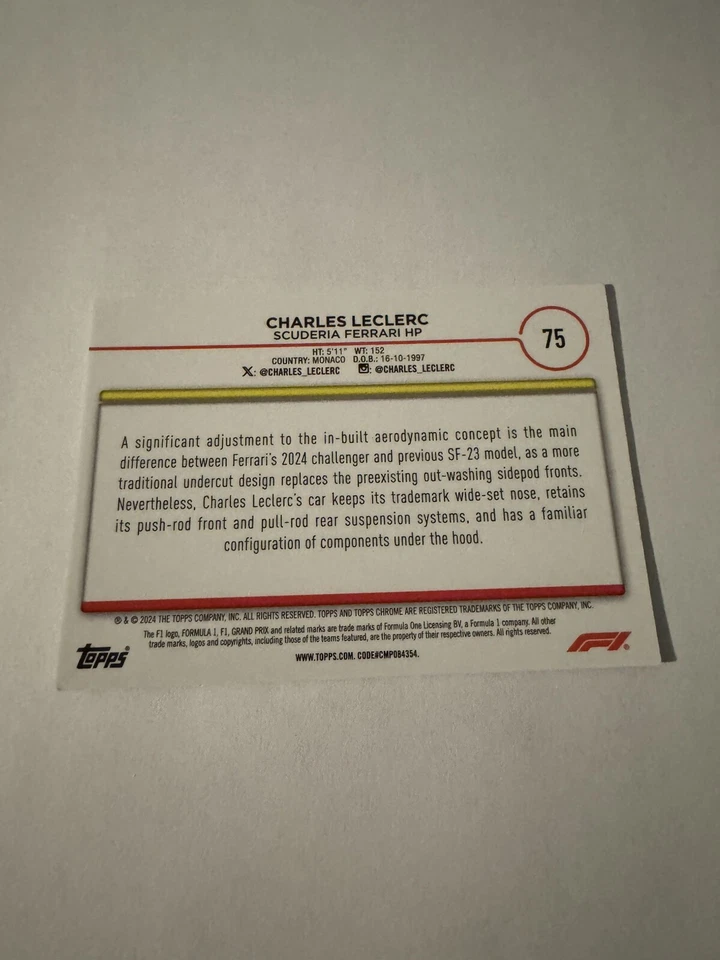 CHARLES LECLERC
SCUDERIA FERRARI HP
75
HT: 5'11" WT: 152
COUNTRY: MONACO D.O.B.: 16-10-1997
X: @CHARLES_LECLERC : @CHARLES_LECLERC
A significant adjustment to the in-built aerodynamic concept is the main
difference between Ferrari's 2024 challenger and previous SF-23 model, as a more
traditional undercut design replaces the preexisting out-washing sidepod fronts.
Nevertheless, Charles Leclerc's car keeps its trademark wide-set nose, retains
its push-rod front and pull-rod rear suspension systems, and has a familiar
configuration of components under the hood.
® & © 2024 THE TOPPS COMPANY, INC. ALL RIGHTS RESERVED. TOPPS AND TOPPS CHROME ARE REGISTERED TRADEMARKS OF THE TOPPS COMPANY, INC.
The F1 logo, FORMULA 1, F1, GRAND PRIX and related marks are trade marks of Formula One Licensing BV, a Formula 1 company. All other
trade marks, logos and copyrights, including those of the teams featured, are the property of their respective owners. All rights reserved.
WWW.TOPPS.COM. CODE#CMP084354.
topps®
F1®